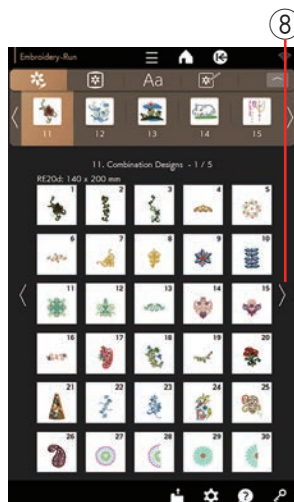 ⑧
Embroidery-Run
Aa
11 12 13 14 15
11. Combination Designs - 1 / 5
RE20d: 140 x 200 mm
1 2 3 4 5
6 7 8 9 10
11 12 13 14 15
16 17 18 19 20
21 22 23 24 25
26 27 28 29 30
?